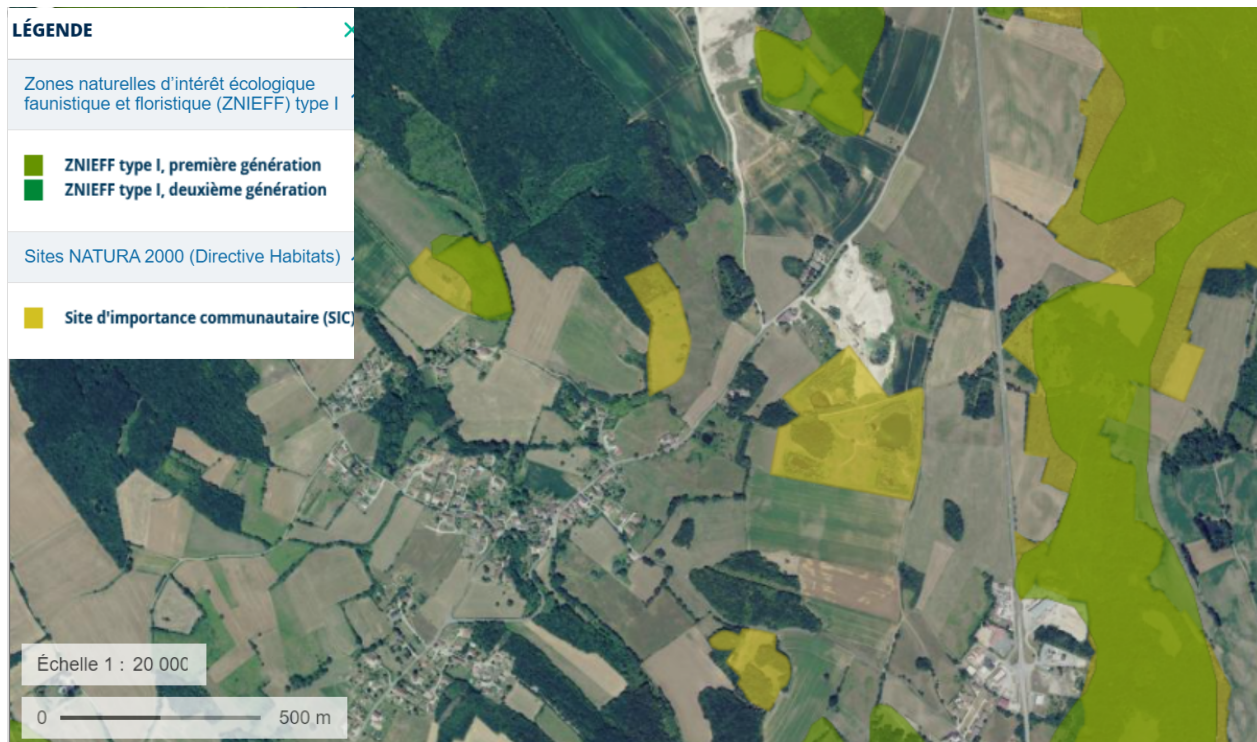 LÉGENDE
Zones naturelles d'intérêt écologique
faunistique et floristique (ZNIEFF) type I
ZNIEFF type I, première génération
ZNIEFF type I, deuxième génération
Sites NATURA 2000 (Directive Habitats)
Site d'importance communautaire (SIC)
Échelle 1 : 20 000
0 500 m